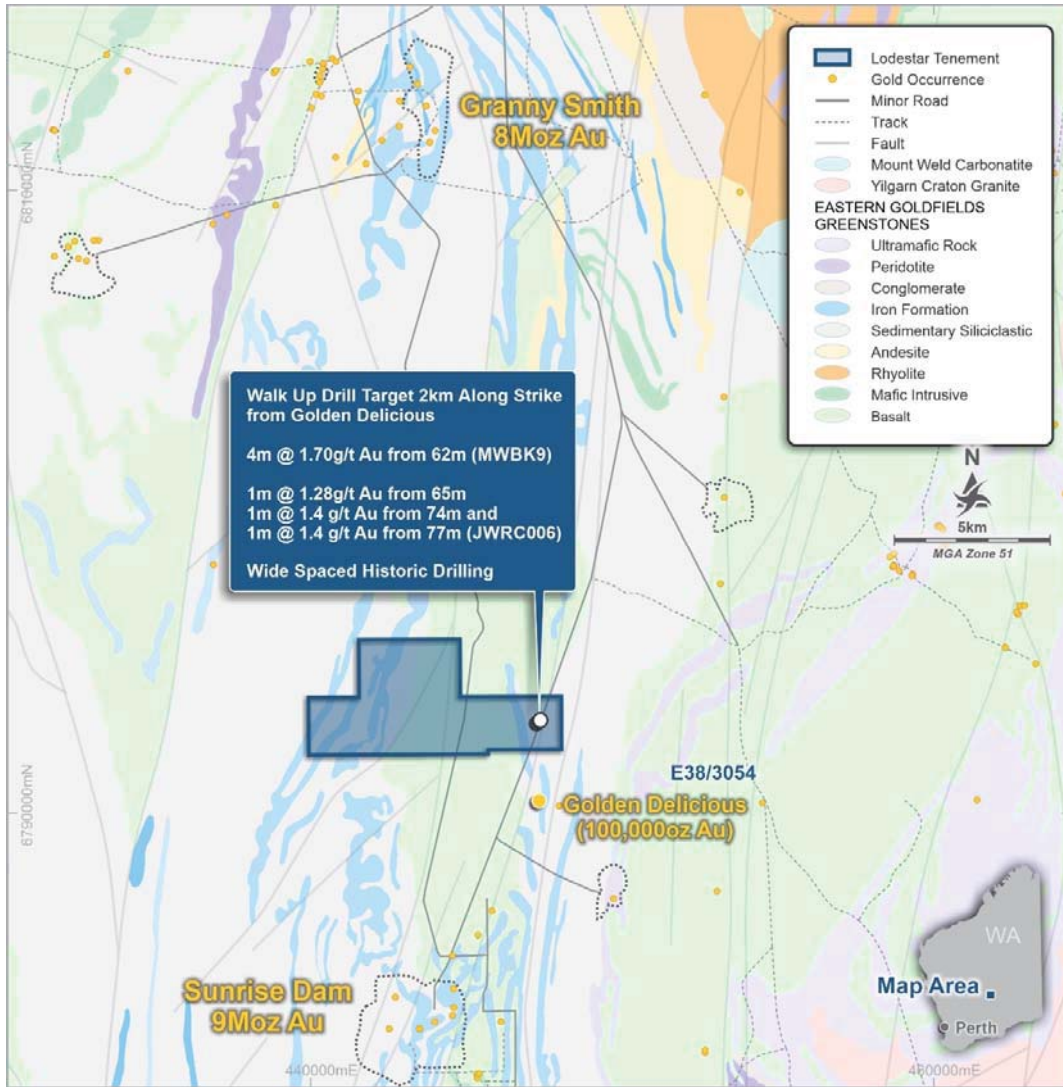 Granny Smith
8Moz Au
Lodestar Tenement
Gold Occurrence
Minor Road
Track
Fault
Mount Weld Carbonatite
Yilgarn Craton Granite
EASTERN GOLDFIELDS
GREENSTONES
Ultramafic Rock
Peridotite
Conglomerate
Iron Formation
Sedimentary Siliciclastic
Andesite
Rhyolite
Mafic Intrusive
Basalt
6810000mN
Walk Up Drill Target 2km Along Strike
from Golden Delicious
4m @ 1.70g/t Au from 62m (MWBK9)
1m @ 1.28g/t Au from 65m
1m @ 1.4 g/t Au from 74m and
1m @ 1.4 g/t Au from 77m (JWRC006)
Wide Spaced Historic Drilling
N
5km
MGA Zone 51
E38/3054
Golden Delicious
(100,000oz Au)
6790000mN
Sunrise Dam
9Moz Au
WA
Map Area
Perth
440000mE
460000mE